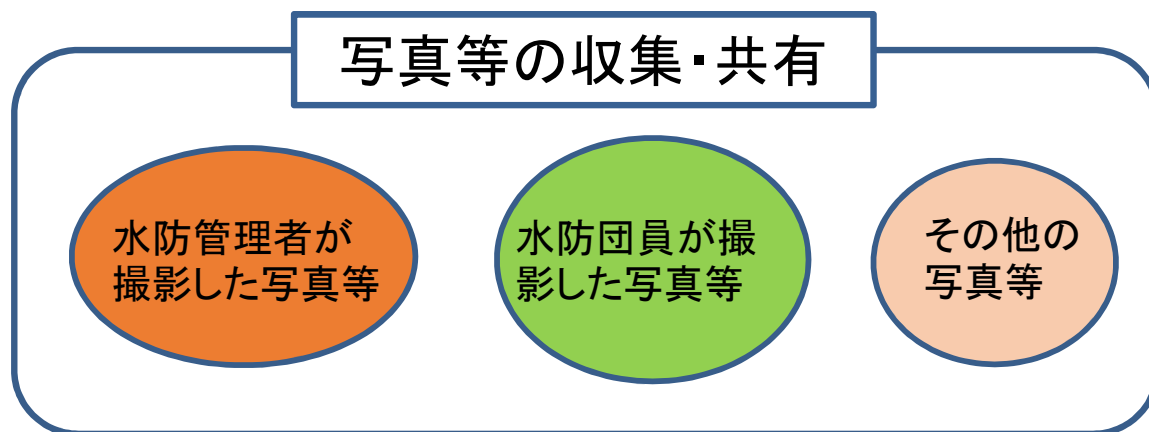 写真等の収集・共有
水防管理者が
撮影した写真等
水防団員が撮
影した写真等
その他の
写真等